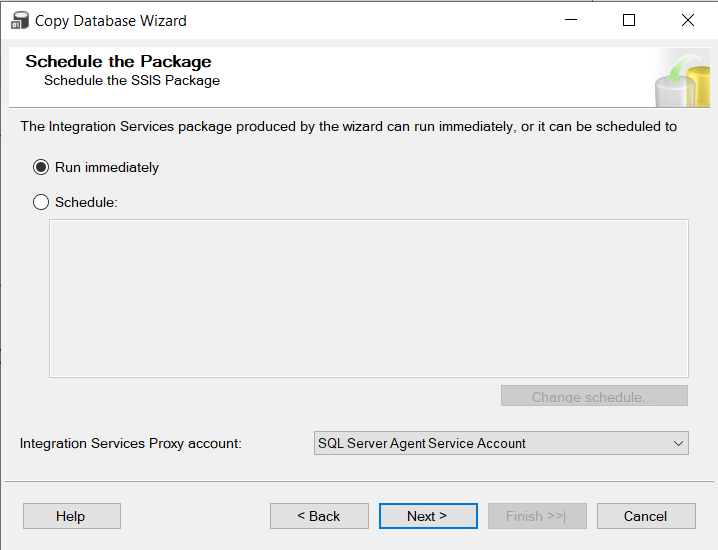 Copy Database Wizard
Schedule the Package
Schedule the SSIS Package
The Integration Services package produced by the wizard can run immediately, or it can be scheduled to
Run immediately
Schedule:
Change schedule...
Integration Services Proxy account:
SQL Server Agent Service Account
Help
< Back
Next >
Finish >>|
Cancel